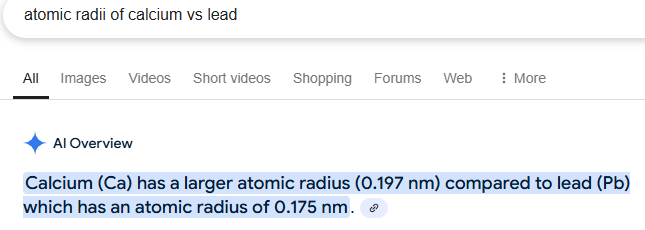 atomic radii of calcium vs lead
All Images Videos Short videos Shopping Forums Web More
AI Overview
Calcium (Ca) has a larger atomic radius (0.197 nm) compared to lead (Pb)
which has an atomic radius of 0.175 nm.